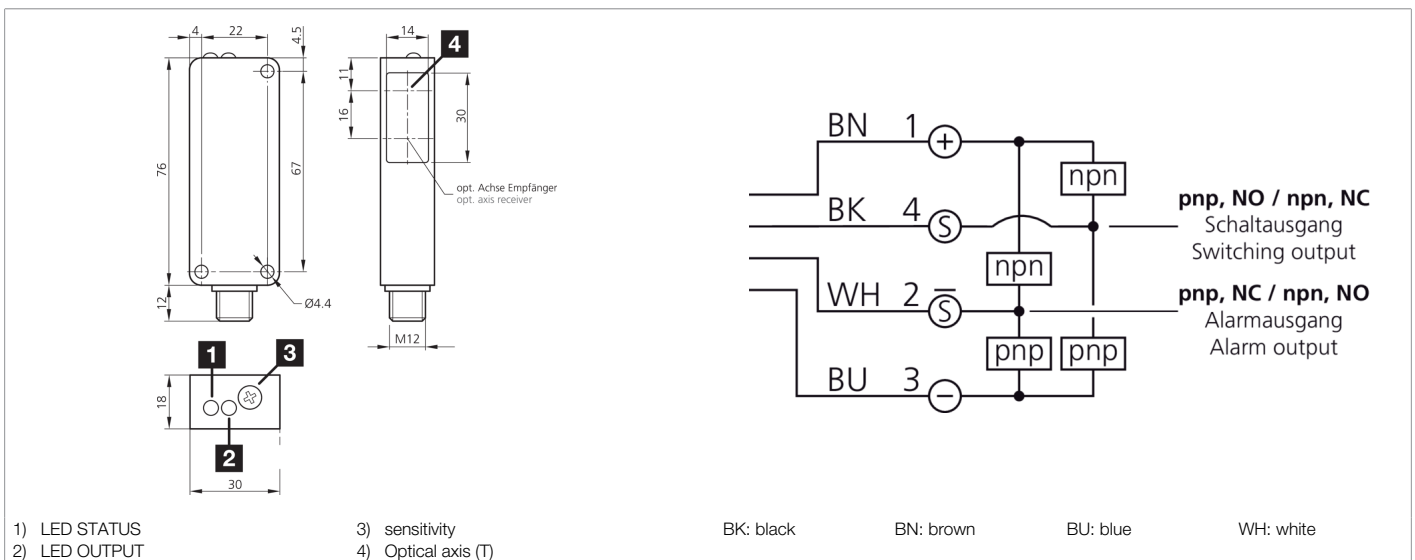 4
22
4.5
76
67
12
Ø4.4
14
4
11
16
30
opt. Achse Empfänger
opt. axis receiver
M12
1
3
18
2
30
BN 1 +
npn
pnp, NO / npn, NC
BK 4 S
Schaltausgang
Switching output
npn
WH 2 S̅
pnp, NC / npn, NO
Alarmausgang
Alarm output
pnp pnp
BU 3 −
1) LED STATUS
2) LED OUTPUT
3) sensitivity
4) Optical axis (T)
BK: black BN: brown BU: blue WH: white